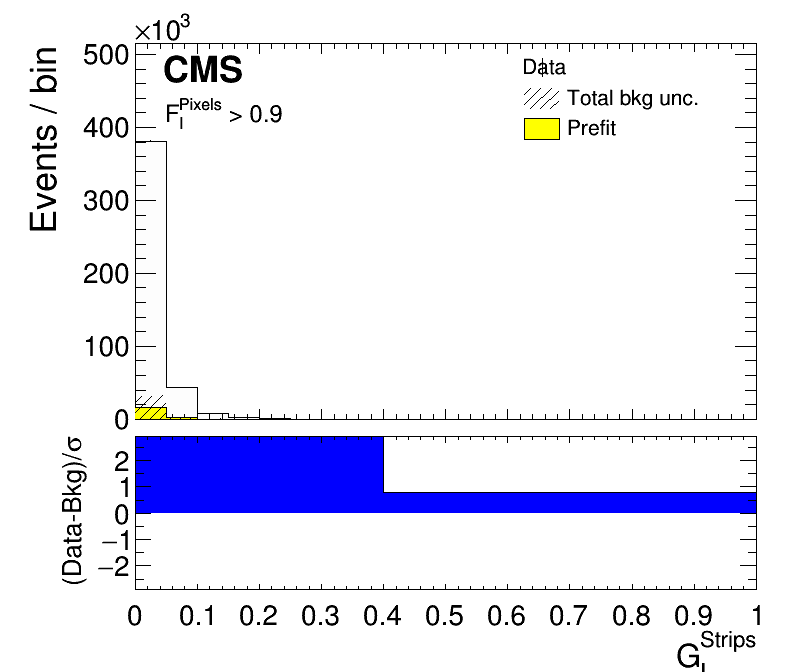 ×10³
500
400
300
200
100
0
Events / bin
CMS
F_l^Pixels > 0.9
Data
Total bkg unc.
Prefit
2
1
0
−1
−2
(Data-Bkg)/σ
0 0.1 0.2 0.3 0.4 0.5 0.6 0.7 0.8 0.9 1
G^Strips